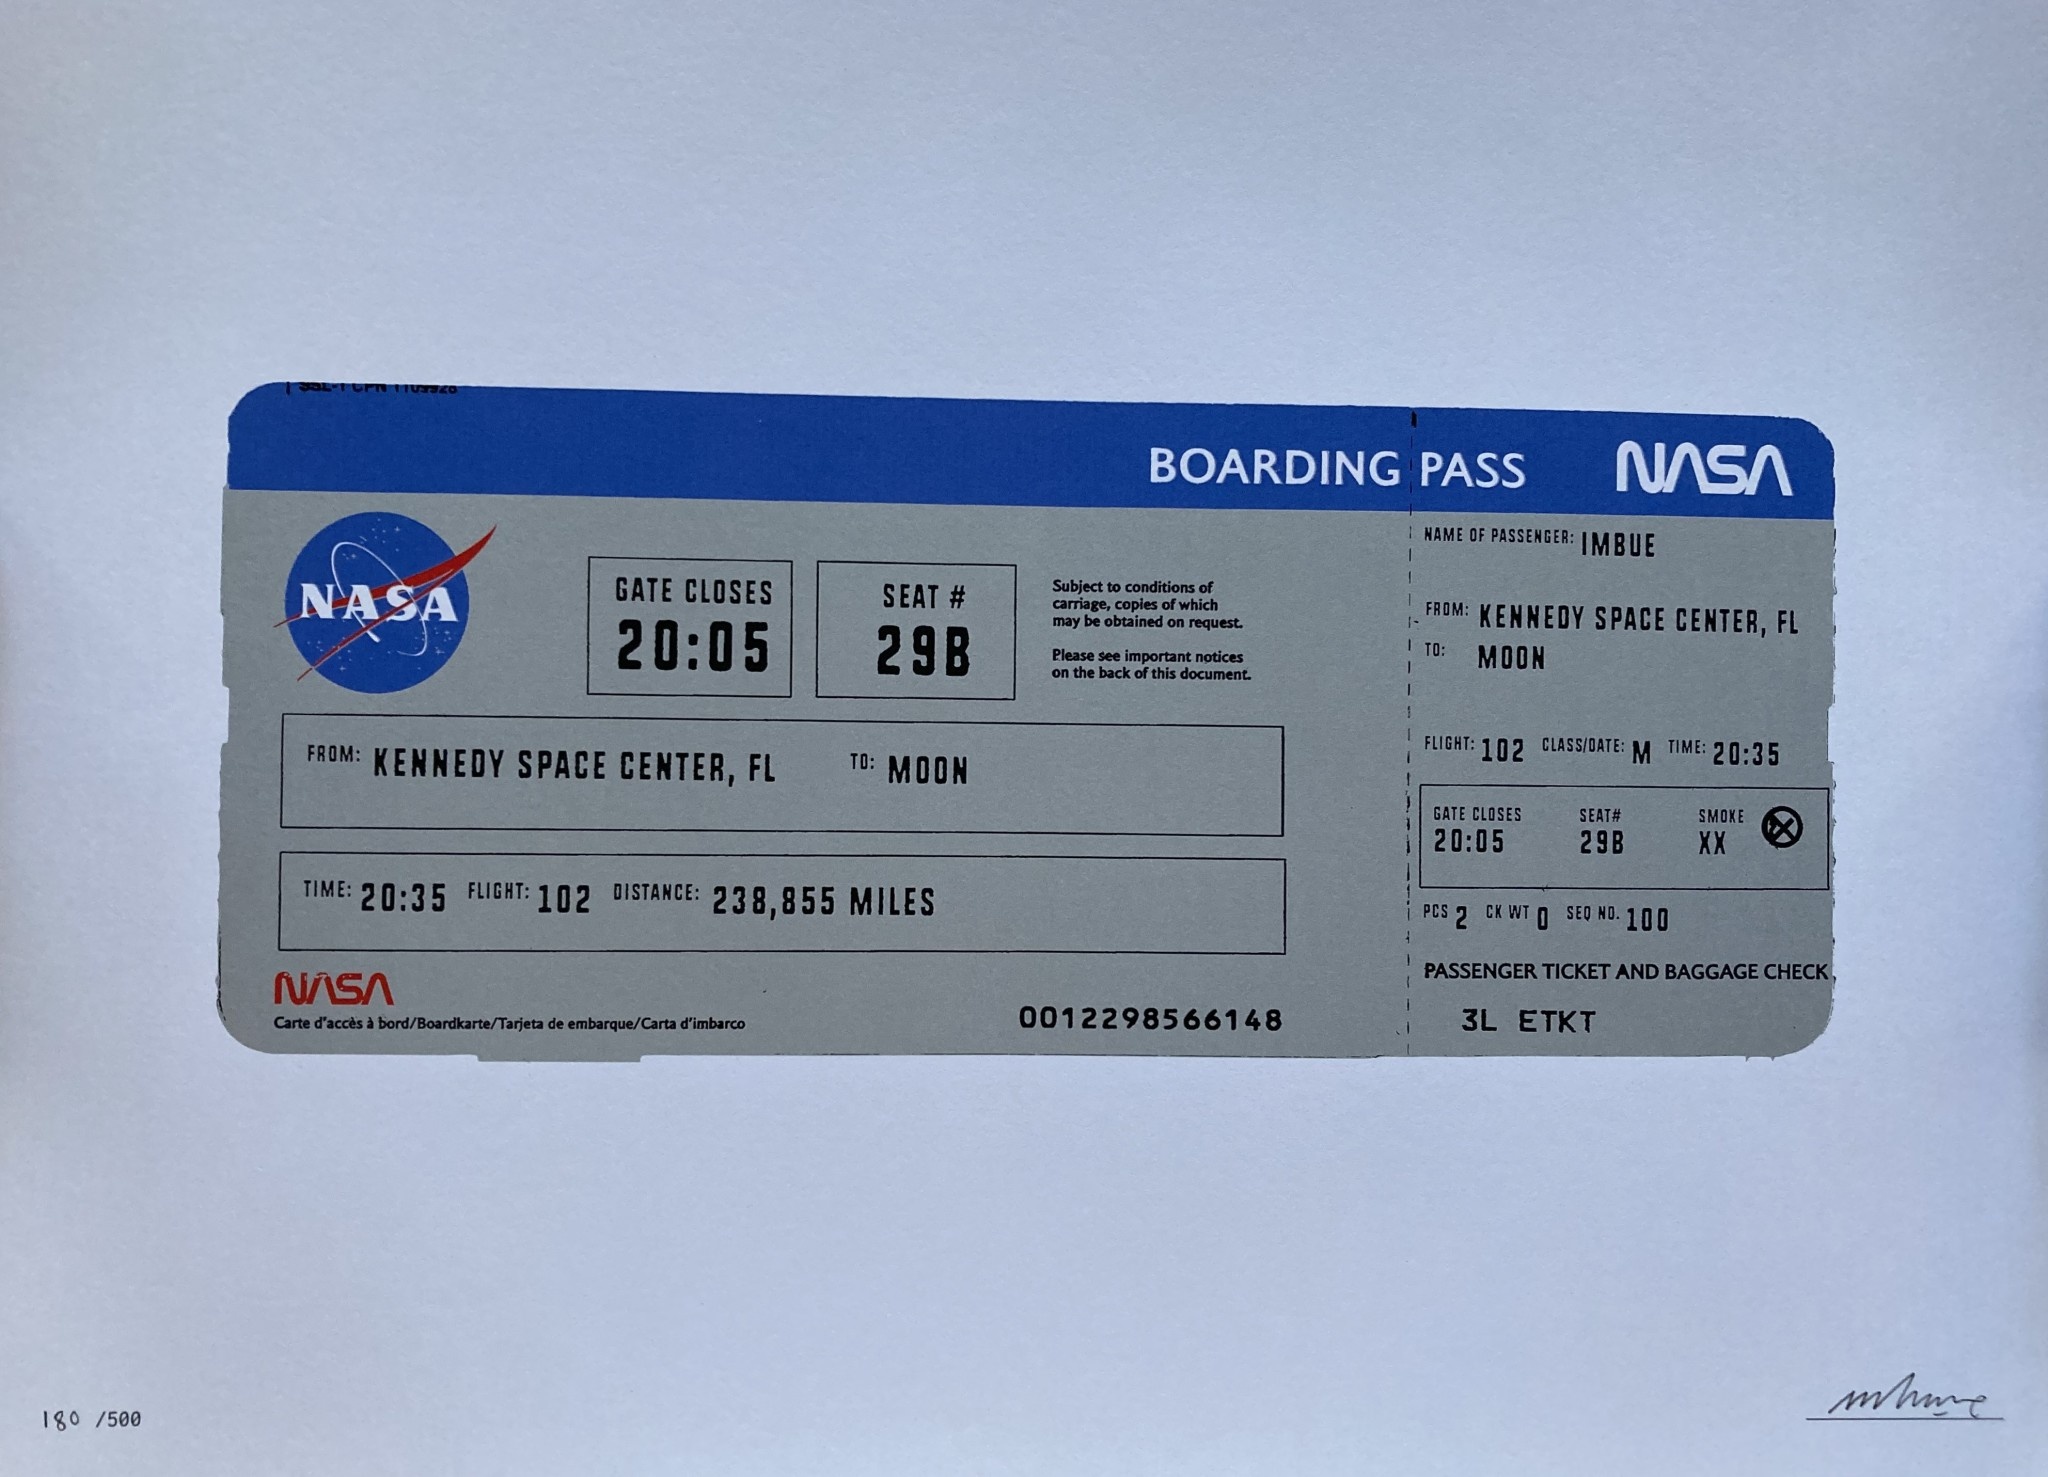 BOARDING PASS NASA
NASA
GATE CLOSES
20:05
SEAT #
29B
Subject to conditions of
carriage, copies of which
may be obtained on request.
Please see important notices
on the back of this document.
FROM: KENNEDY SPACE CENTER, FL TO: MOON
TIME: 20:35 FLIGHT: 102 DISTANCE: 238,855 MILES
NASA
Carte d'accès à bord/Boardkarte/Tarjeta de embarque/Carta d'imbarco
0012298566148
NAME OF PASSENGER: IMBUE
FROM: KENNEDY SPACE CENTER, FL
TO: MOON
FLIGHT: 102 CLASS/DATE: M TIME: 20:35
GATE CLOSES SEAT# SMOKE
20:05 29B XX
PCS 2 CK WT 0 SEQ NO. 100
PASSENGER TICKET AND BAGGAGE CHECK
3L ETKT
180 /500